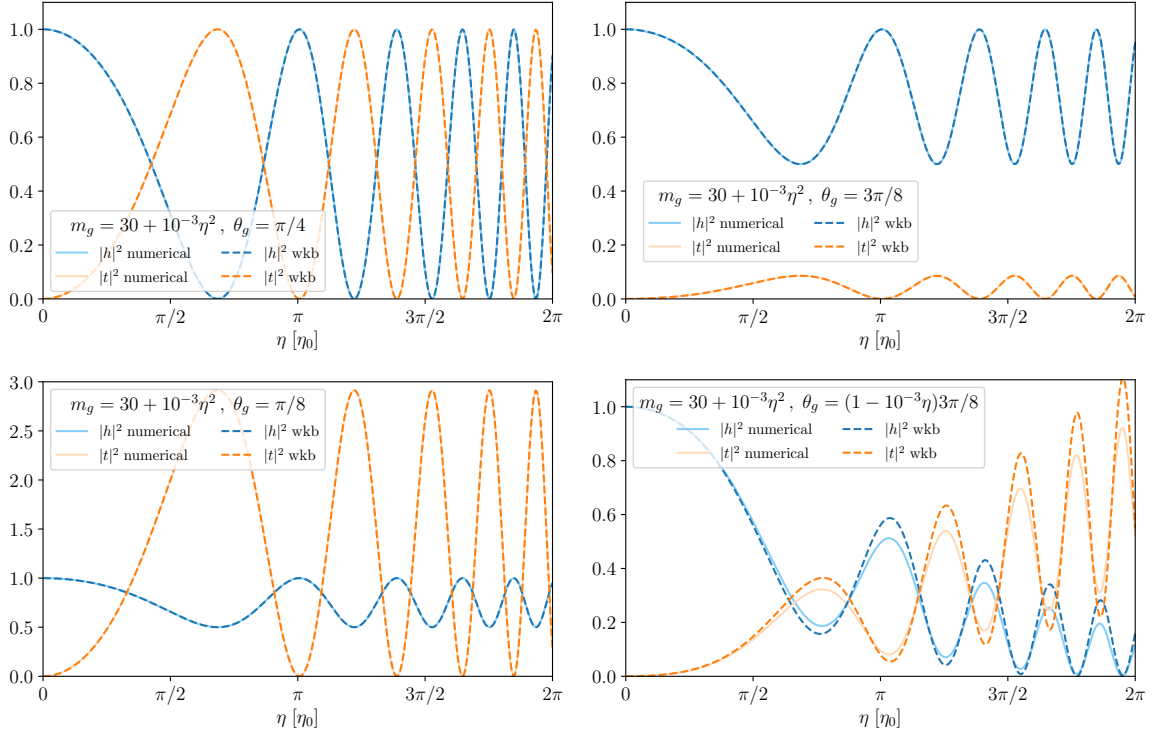 1.0
0.8
0.6
0.4
0.2
0.0
m_g = 30 + 10^{-3}η^2 , θ_g = π/4
|h|^2 numerical
|h|^2 wkb
|t|^2 numerical
|t|^2 wkb
0
π/2
π
3π/2
2π
η [η_0]
1.0
0.8
0.6
0.4
0.2
0.0
m_g = 30 + 10^{-3}η^2 , θ_g = 3π/8
|h|^2 numerical
|h|^2 wkb
|t|^2 numerical
|t|^2 wkb
0
π/2
π
3π/2
2π
η [η_0]
3.0
2.5
2.0
1.5
1.0
0.5
0.0
m_g = 30 + 10^{-3}η^2 , θ_g = π/8
|h|^2 numerical
|h|^2 wkb
|t|^2 numerical
|t|^2 wkb
0
π/2
π
3π/2
2π
η [η_0]
1.0
0.8
0.6
0.4
0.2
0.0
m_g = 30 + 10^{-3}η^2 , θ_g = (1 − 10^{-3}η)3π/8
|h|^2 numerical
|h|^2 wkb
|t|^2 numerical
|t|^2 wkb
0
π/2
π
3π/2
2π
η [η_0]